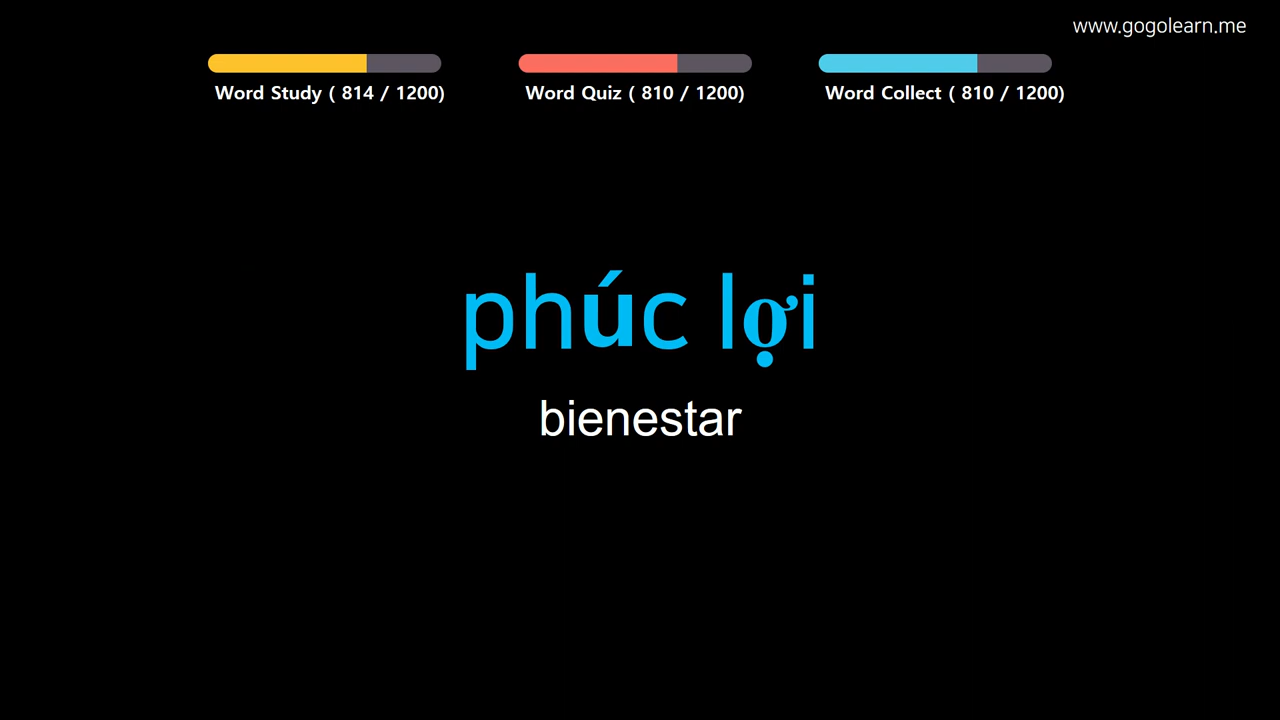 www.gogolearn.me
Word Study ( 814 / 1200)
Word Quiz ( 810 / 1200)
Word Collect ( 810 / 1200)
phúc lợi
bienestar